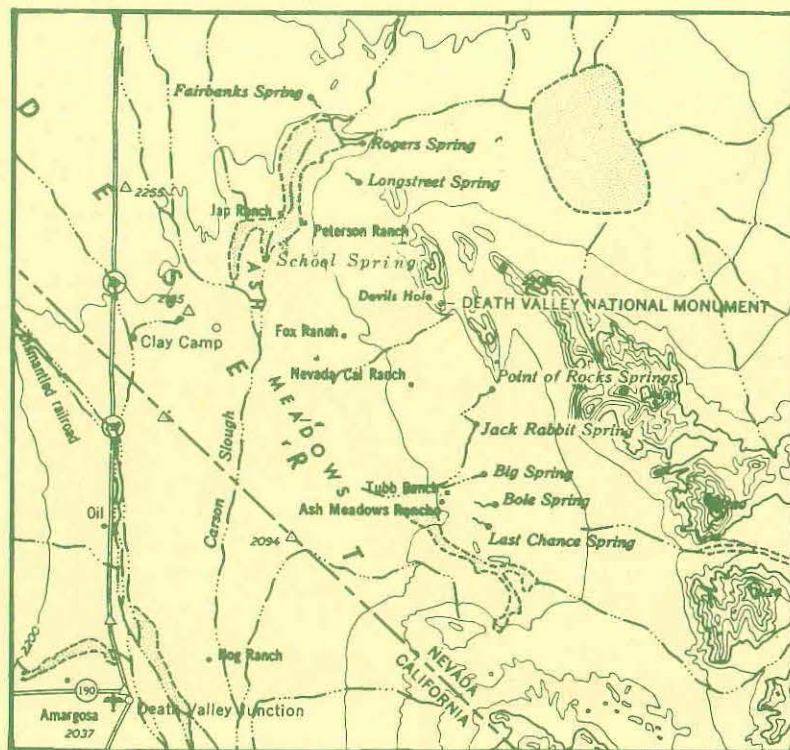 Fairbanks Spring
Rogers Spring
Longstreet Spring
2255
Jap Ranch
Peterson Ranch
School Spring
ASH MEADOWS
DESERT
Devils Hole
DEATH VALLEY NATIONAL MONUMENT
Clay Camp
Fox Ranch
Dismantled railroad
Nevada Cal Ranch
Point of Rocks Springs
Jack Rabbit Spring
Carson Slough
Tubb Ranch
Big Spring
Oil
Ash Meadows Rancho
Bole Spring
2094
Last Chance Spring
2200
NEVADA
CALIFORNIA
190
Death Valley Junction
Amargosa
2037